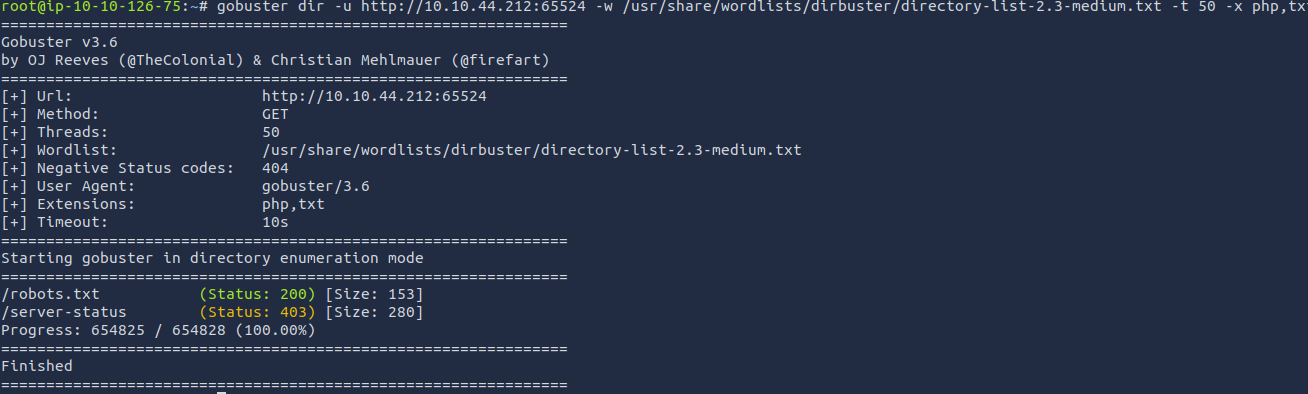 root@ip-10-10-126-75:~# gobuster dir -u http://10.10.44.212:65524 -w /usr/share/wordlists/dirbuster/directory-list-2.3-medium.txt -t 50 -x php,tx
===============================================================
Gobuster v3.6
by OJ Reeves (@TheColonial) & Christian Mehlmauer (@firefart)
===============================================================
[+] Url:                     http://10.10.44.212:65524
[+] Method:                  GET
[+] Threads:                 50
[+] Wordlist:                /usr/share/wordlists/dirbuster/directory-list-2.3-medium.txt
[+] Negative Status codes:   404
[+] User Agent:              gobuster/3.6
[+] Extensions:              php,txt
[+] Timeout:                 10s
===============================================================
Starting gobuster in directory enumeration mode
===============================================================
/robots.txt           (Status: 200) [Size: 153]
/server-status        (Status: 403) [Size: 280]
Progress: 654825 / 654828 (100.00%)
===============================================================
Finished
===============================================================